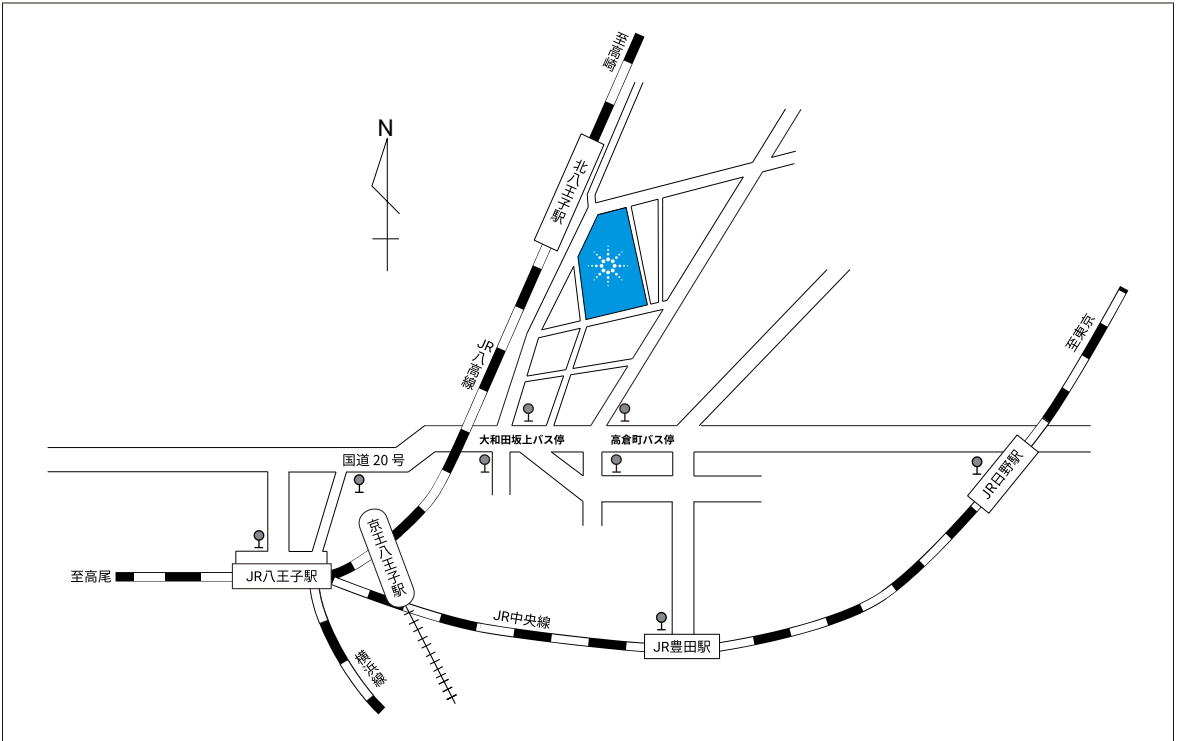 至高崎
N
北八王子駅
JR八高線
至東京
大和田坂上バス停
高倉町バス停
国道 20 号
JR日野駅
京王八王子駅
至高尾
JR八王子駅
JR中央線
JR豊田駅
横浜線